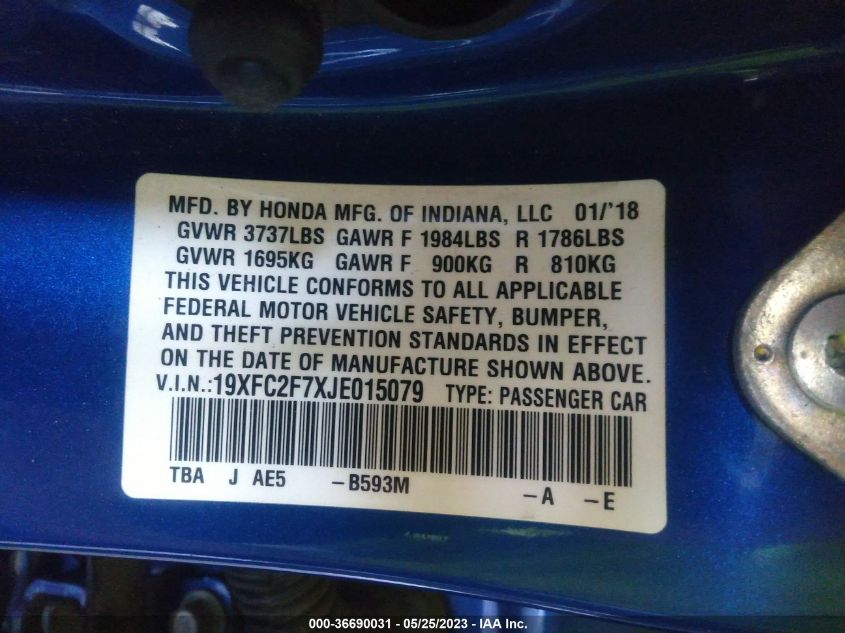 MFD. BY HONDA MFG. OF INDIANA, LLC 01/'18
GVWR 3737LBS GAWR F 1984LBS R 1786LBS
GVWR 1695KG GAWR F 900KG R 810KG
THIS VEHICLE CONFORMS TO ALL APPLICABLE
FEDERAL MOTOR VEHICLE SAFETY, BUMPER,
AND THEFT PREVENTION STANDARDS IN EFFECT
ON THE DATE OF MANUFACTURE SHOWN ABOVE.
V.I.N.:19XFC2F7XJE015079 TYPE: PASSENGER CAR
TBA J AE5 -B593M -A -E
000-36690031 - 05/25/2023 - IAA Inc.